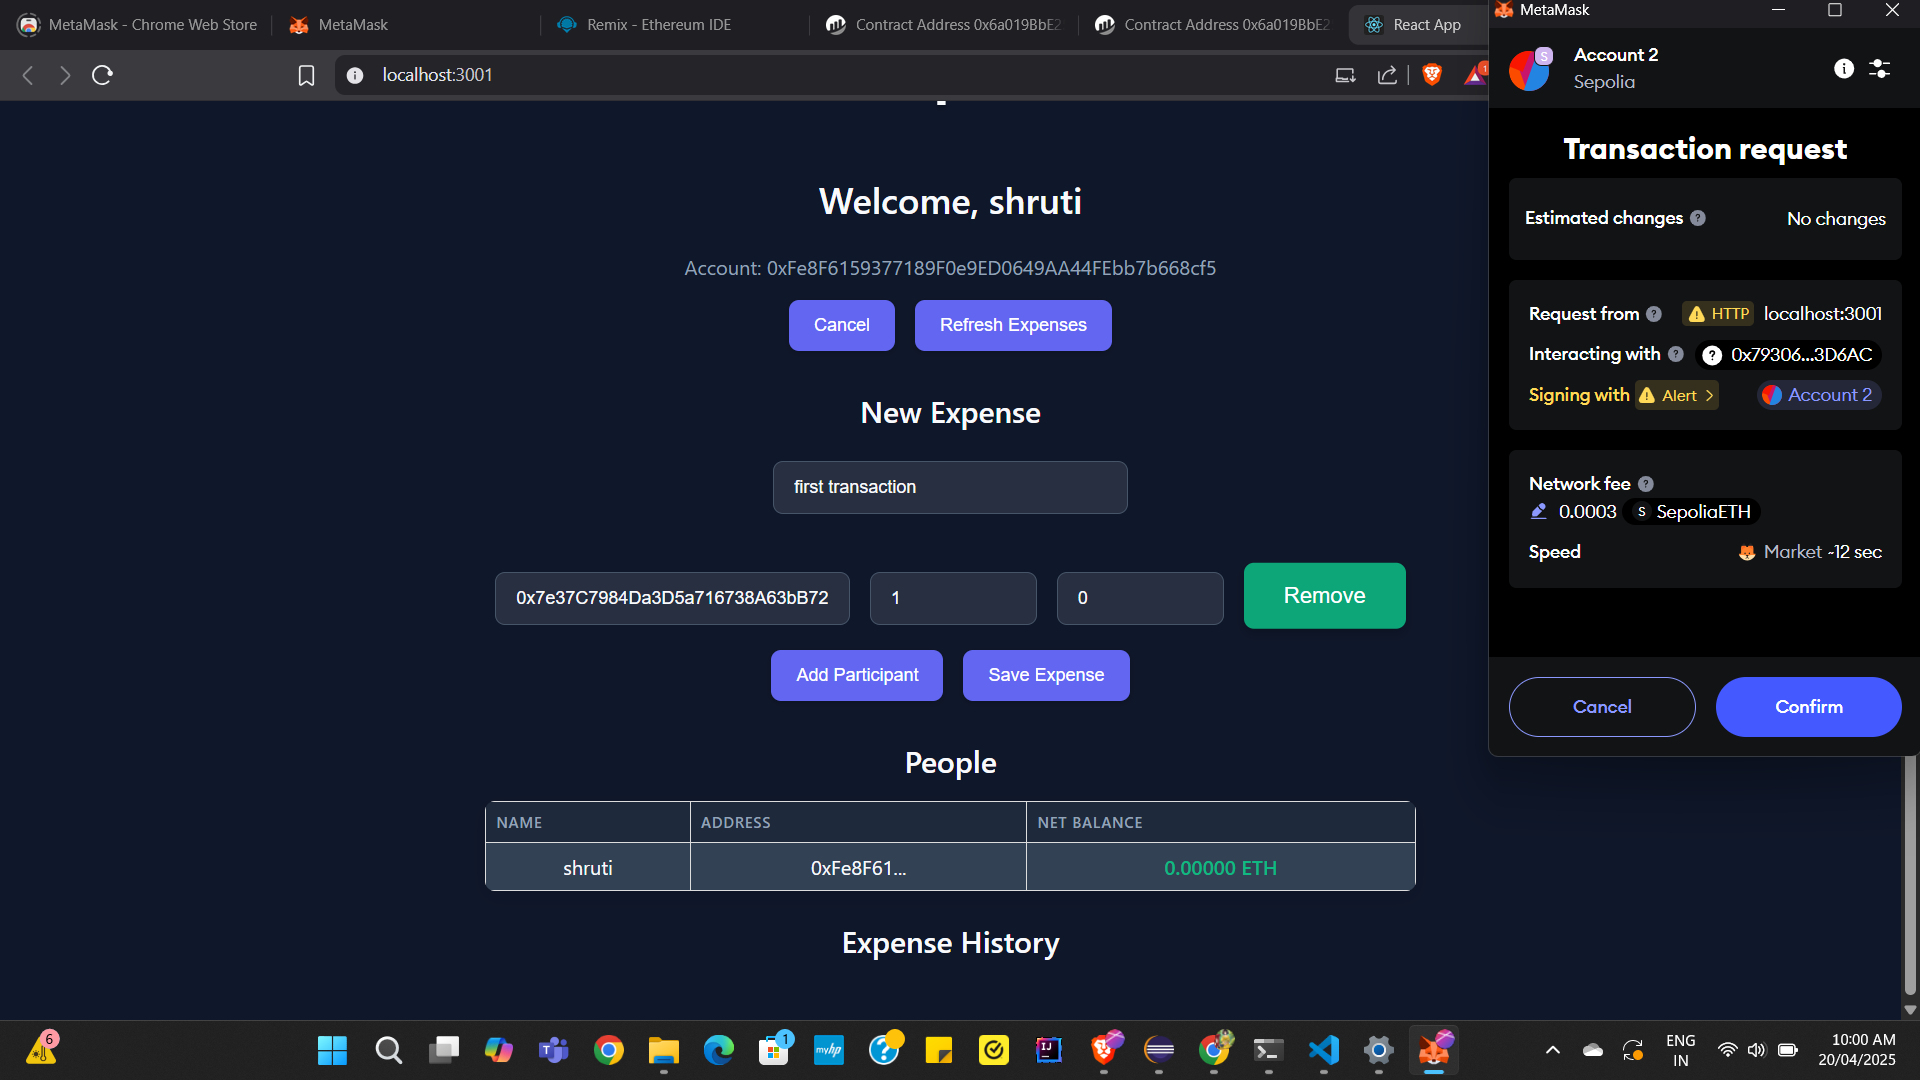 MetaMask - Chrome Web Store
MetaMask
Remix - Ethereum IDE
Contract Address 0x6a019BbE2
Contract Address 0x6a019BbE2
React App
localhost:3001
1
Welcome, shruti
Account: 0xFe8F6159377189F0e9ED0649AA44FEbb7b668cf5
Cancel
Refresh Expenses
New Expense
first transaction
0x7e37C7984Da3D5a716738A63bB72
1
0
Remove
Add Participant
Save Expense
People
NAME
ADDRESS
NET BALANCE
shruti
0xFe8F61...
0.00000 ETH
Expense History
MetaMask
S
Account 2
Sepolia
Transaction request
Estimated changes ?
No changes
Request from ?
HTTP
localhost:3001
Interacting with ?
? 0x79306...3D6AC
Signing with
Alert >
Account 2
Network fee ?
0.0003
S SepoliaETH
Speed
Market ~12 sec
Cancel
Confirm
6
1
myhp
?
IJ
ENG
IN
10:00 AM
20/04/2025